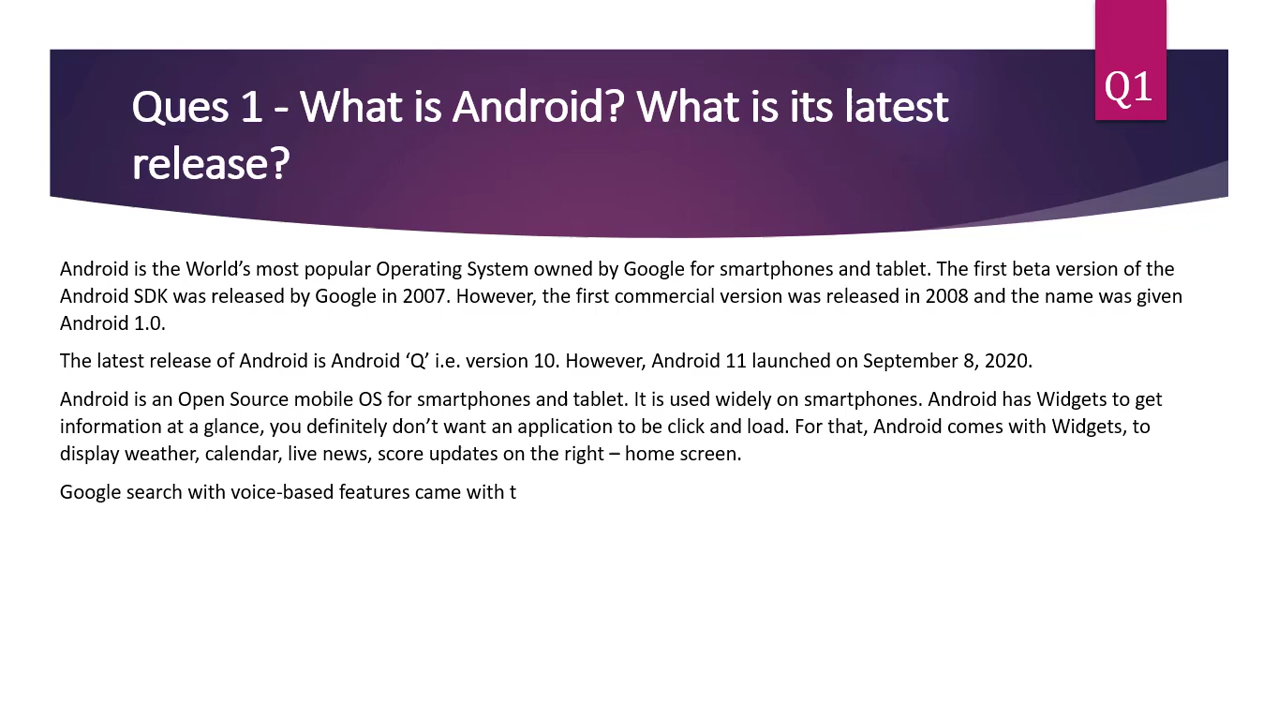 Q1
Ques 1 - What is Android? What is its latest
release?
Android is the World’s most popular Operating System owned by Google for smartphones and tablet. The first beta version of the
Android SDK was released by Google in 2007. However, the first commercial version was released in 2008 and the name was given
Android 1.0.
The latest release of Android is Android ‘Q’ i.e. version 10. However, Android 11 launched on September 8, 2020.
Android is an Open Source mobile OS for smartphones and tablet. It is used widely on smartphones. Android has Widgets to get
information at a glance, you definitely don’t want an application to be click and load. For that, Android comes with Widgets, to
display weather, calendar, live news, score updates on the right – home screen.
Google search with voice-based features came with t